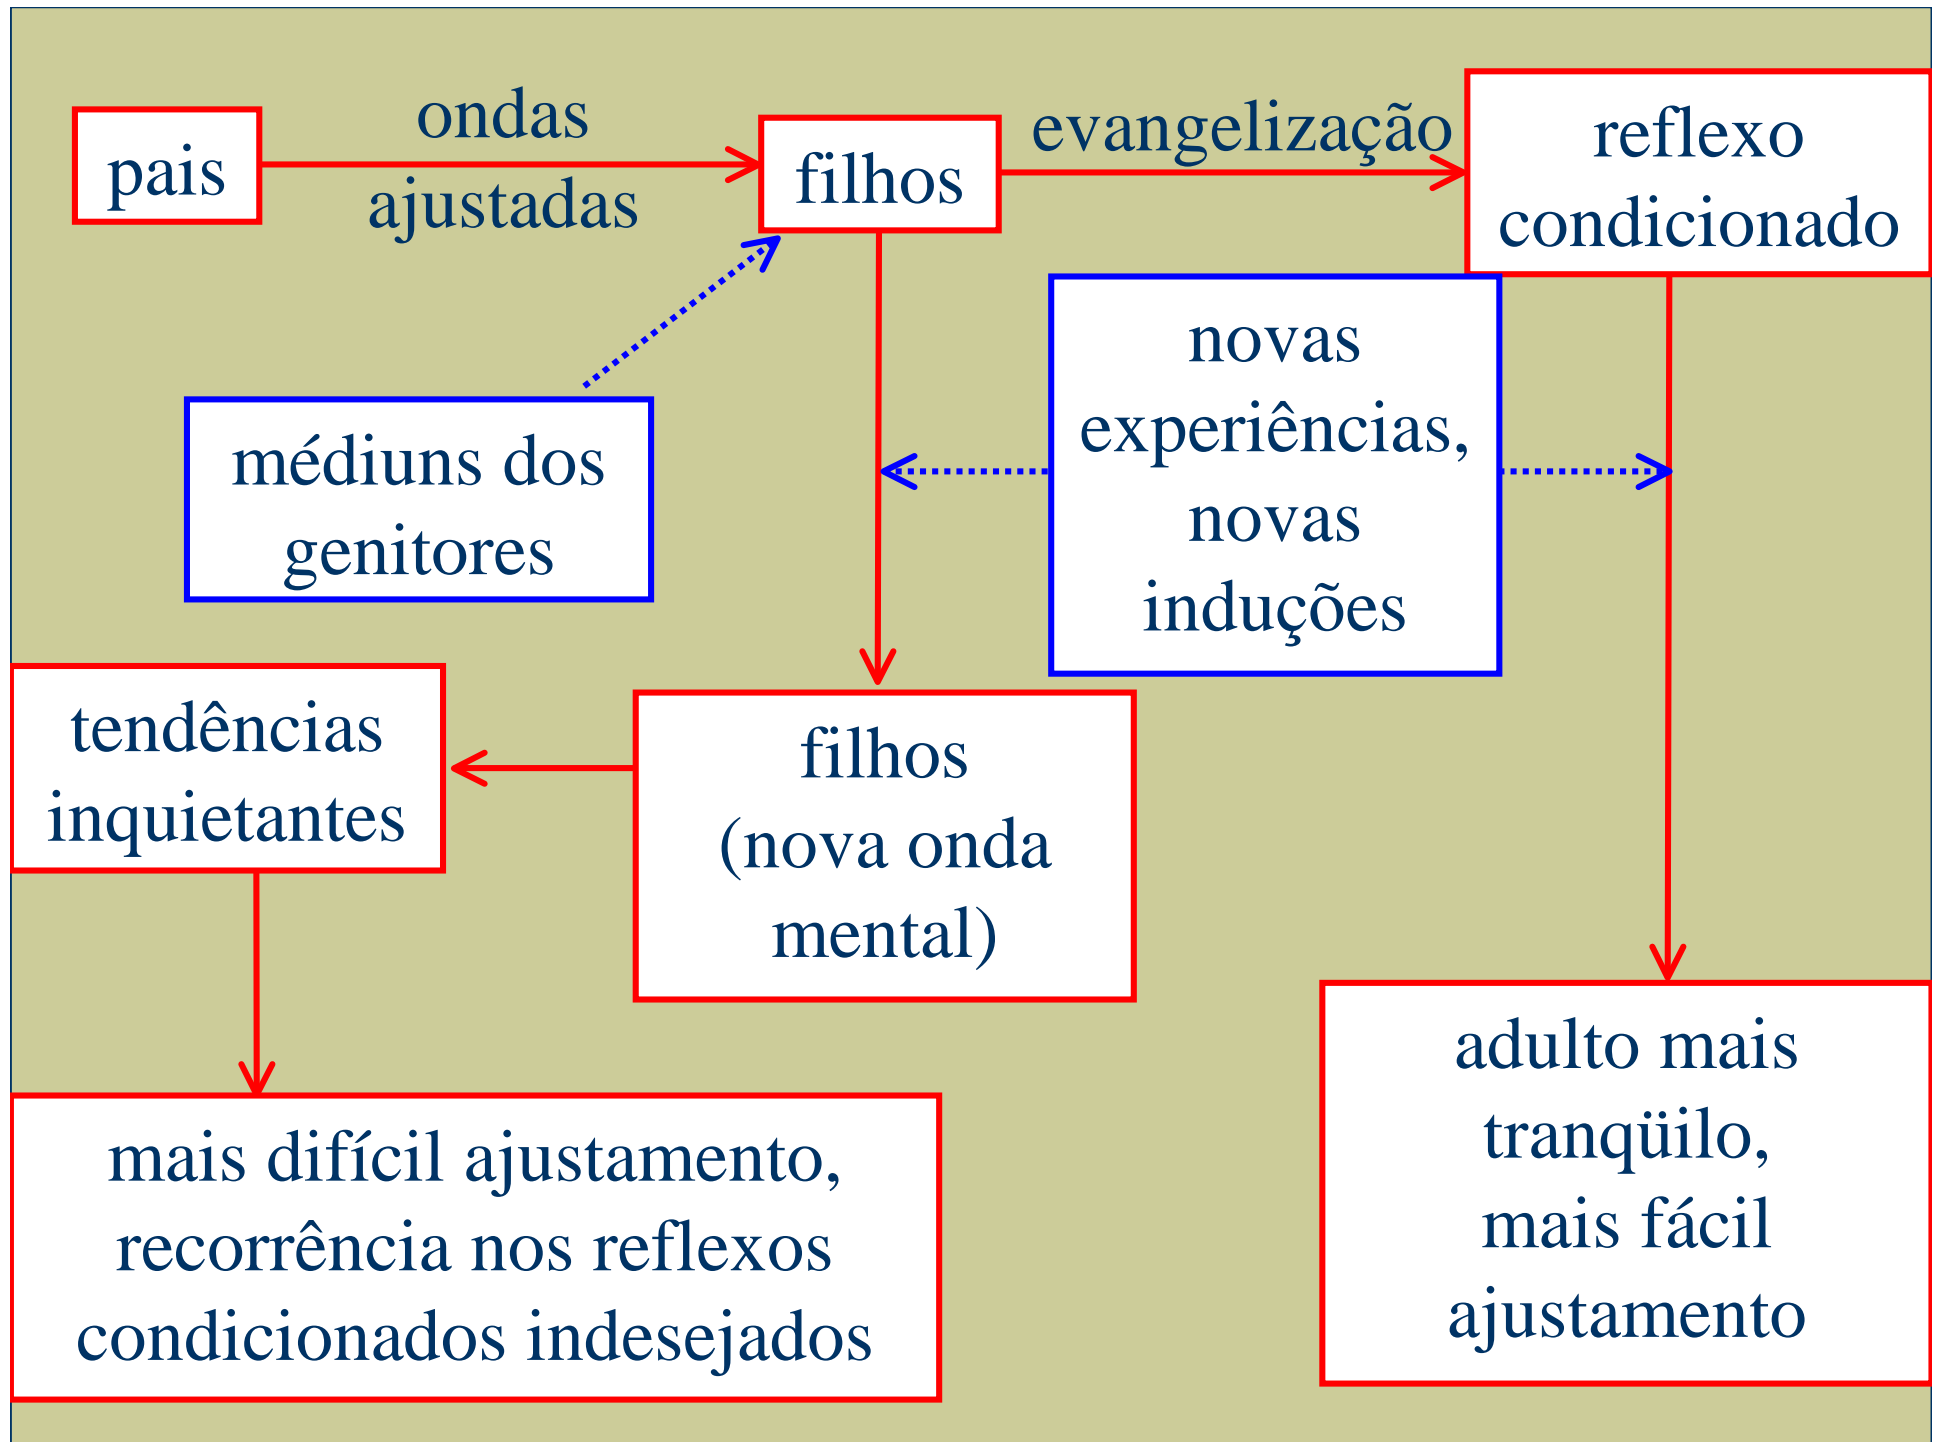 pais
ondas
ajustadas
filhos
evangelização
reflexo
condicionado
médiuns dos
genitores
novas
experiências,
novas
induções
tendências
inquietantes
filhos
(nova onda
mental)
mais difícil ajustamento,
recorrência nos reflexos
condicionados indesejados
adulto mais
tranqüilo,
mais fácil
ajustamento